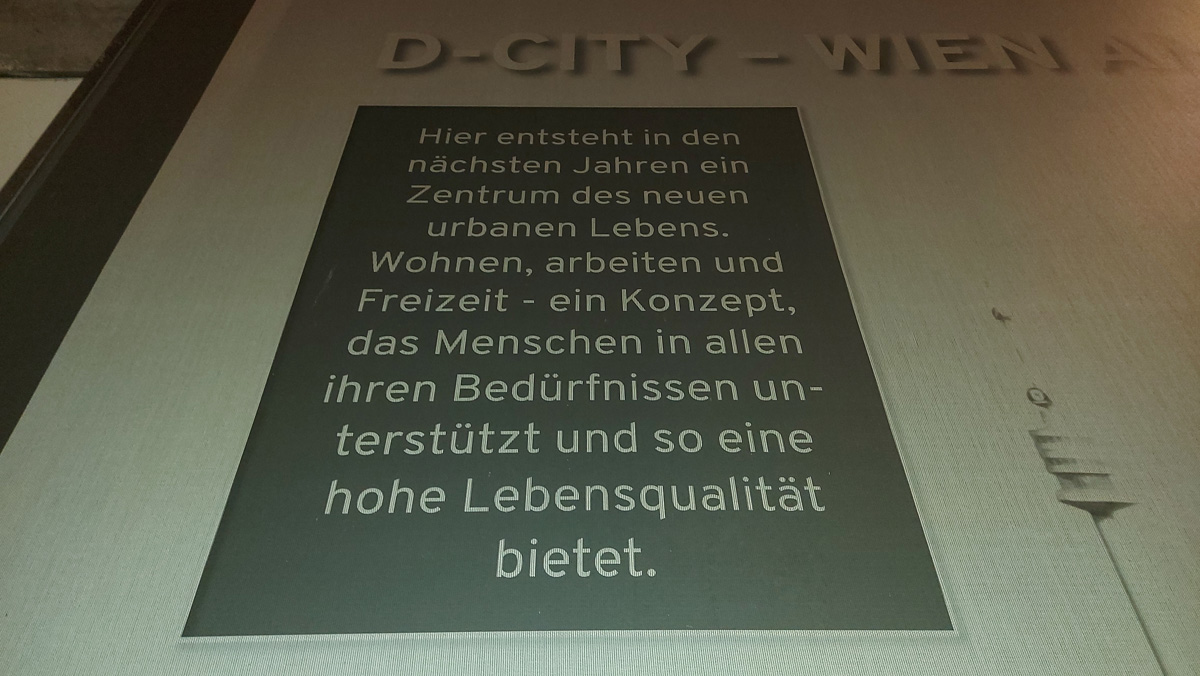 D-CITY - WIEN
Hier entsteht in den
nächsten Jahren ein
Zentrum des neuen
urbanen Lebens.
Wohnen, arbeiten und
Freizeit - ein Konzept,
das Menschen in allen
ihren Bedürfnissen un-
terstützt und so eine
hohe Lebensqualität
bietet.